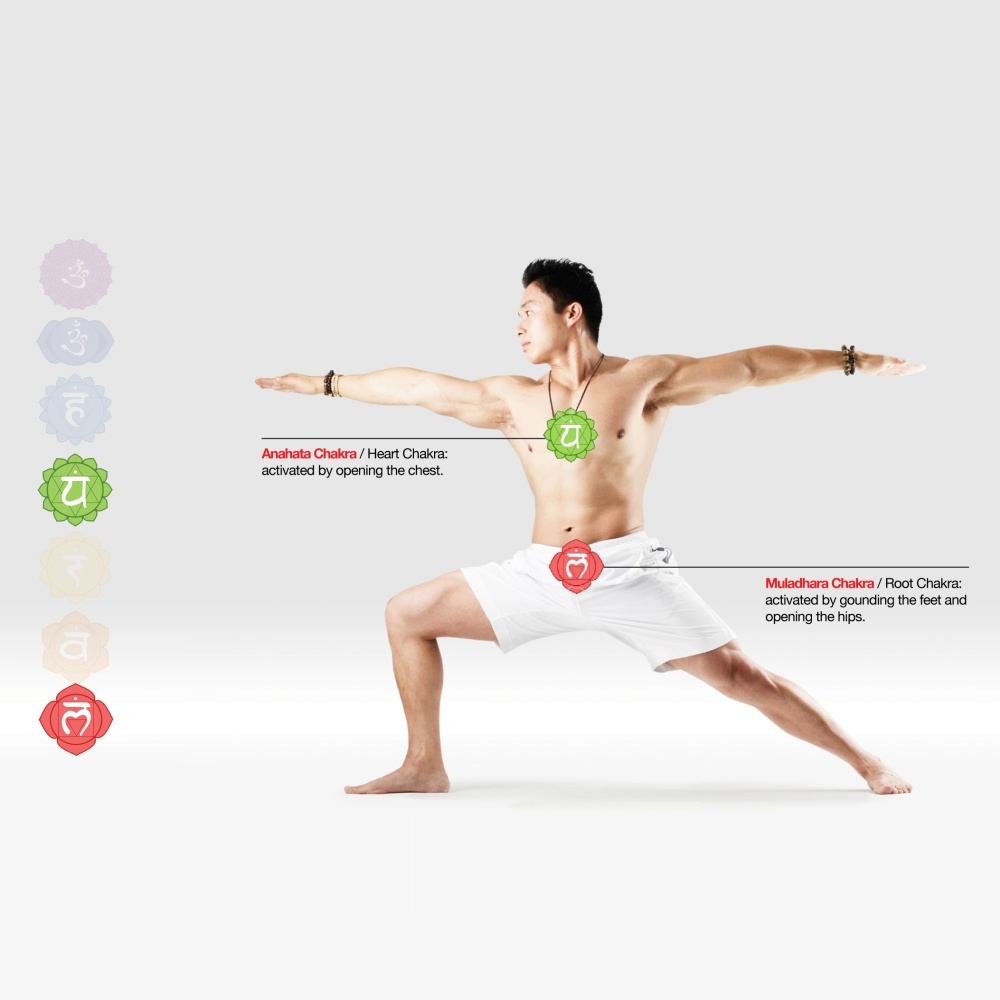 ॐ
ॐ
हं
यं
रं
वं
लं
यं
Anahata Chakra / Heart Chakra:
activated by opening the chest.
लं
Muladhara Chakra / Root Chakra:
activated by gounding the feet and
opening the hips.